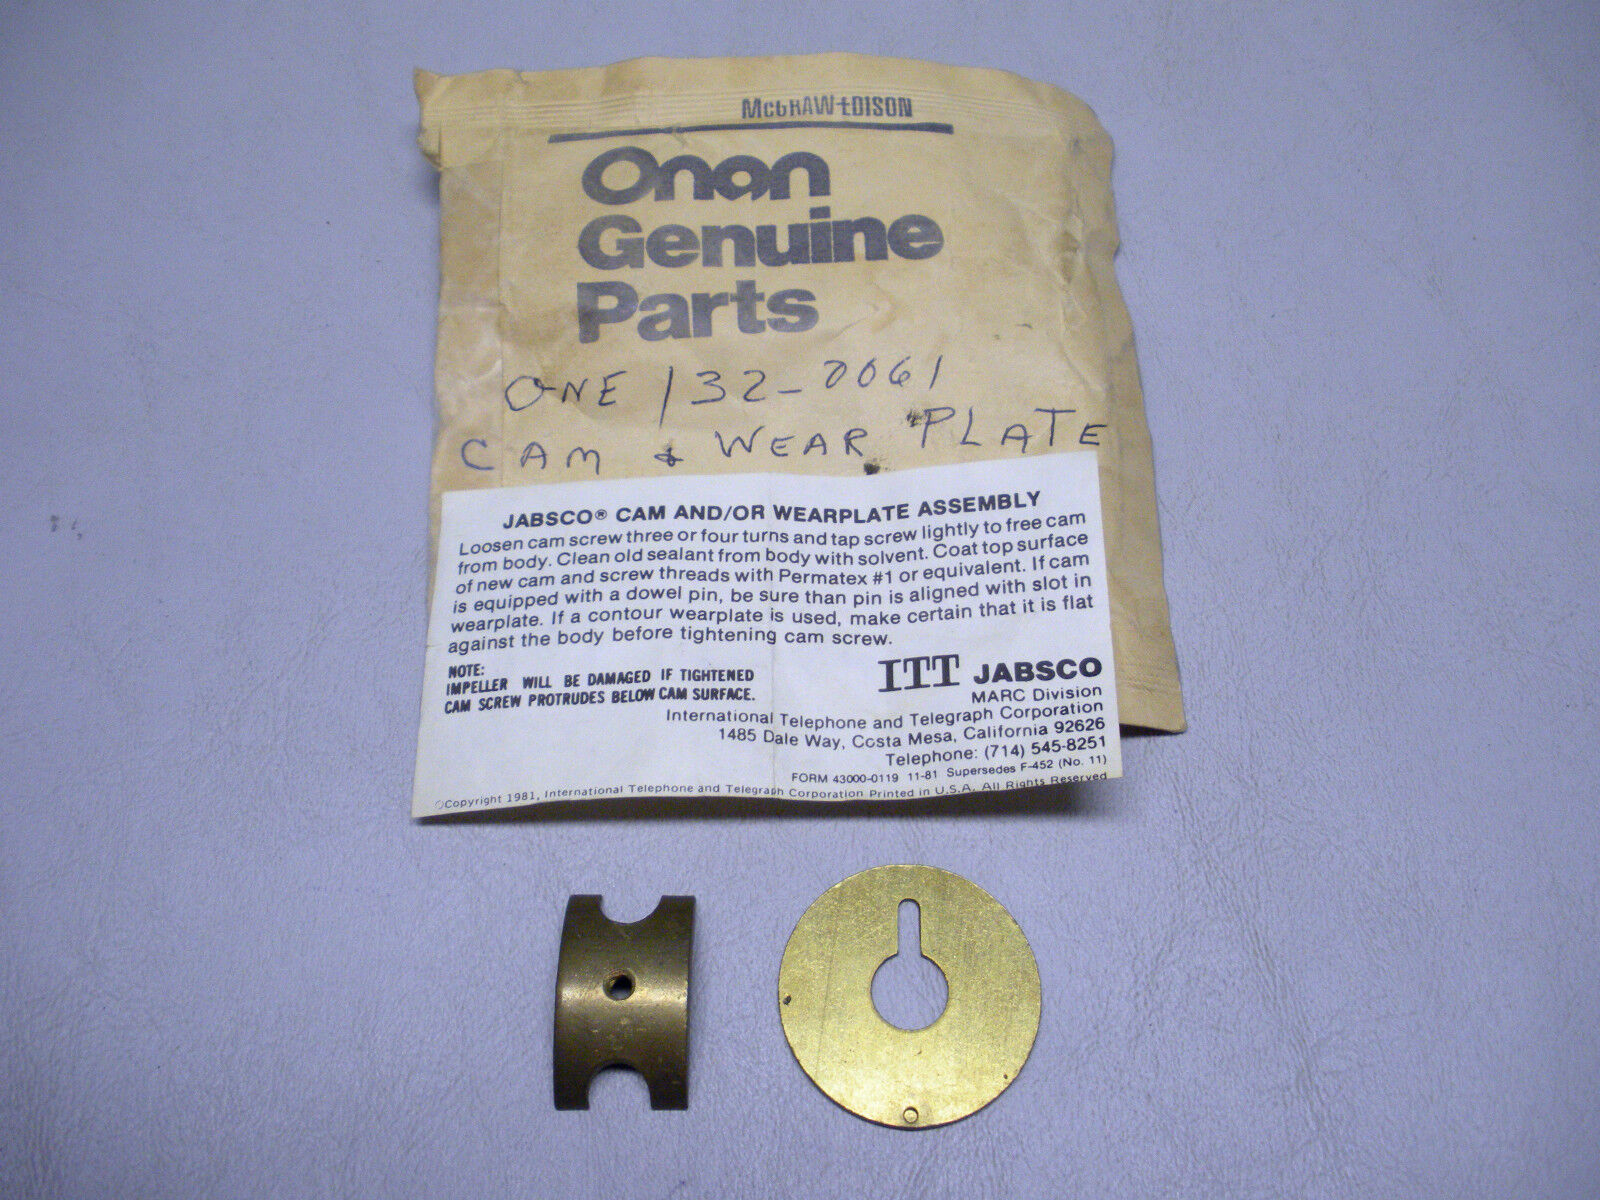 McGRAW-EDISON
Onan
Genuine
Parts
ONE 132-0061
CAM & WEAR PLATE
JABSCO® CAM AND/OR WEARPLATE ASSEMBLY
Loosen cam screw three or four turns and tap screw lightly to free cam
from body. Clean old sealant from body with solvent. Coat top surface
of new cam and screw threads with Permatex #1 or equivalent. If cam
is equipped with a dowel pin, be sure than pin is aligned with slot in
wearplate. If a contour wearplate is used, make certain that it is flat
against the body before tightening cam screw.
NOTE:
IMPELLER WILL BE DAMAGED IF TIGHTENED
CAM SCREW PROTRUDES BELOW CAM SURFACE.
ITT JABSCO
MARC Division
International Telephone and Telegraph Corporation
1485 Dale Way, Costa Mesa, California 92626
Telephone: (714) 545-8251
FORM 43000-0119 11-81 Supersedes F-452 (No. 11)
©Copyright 1981, International Telephone and Telegraph Corporation Printed in U.S.A. All Rights Reserved